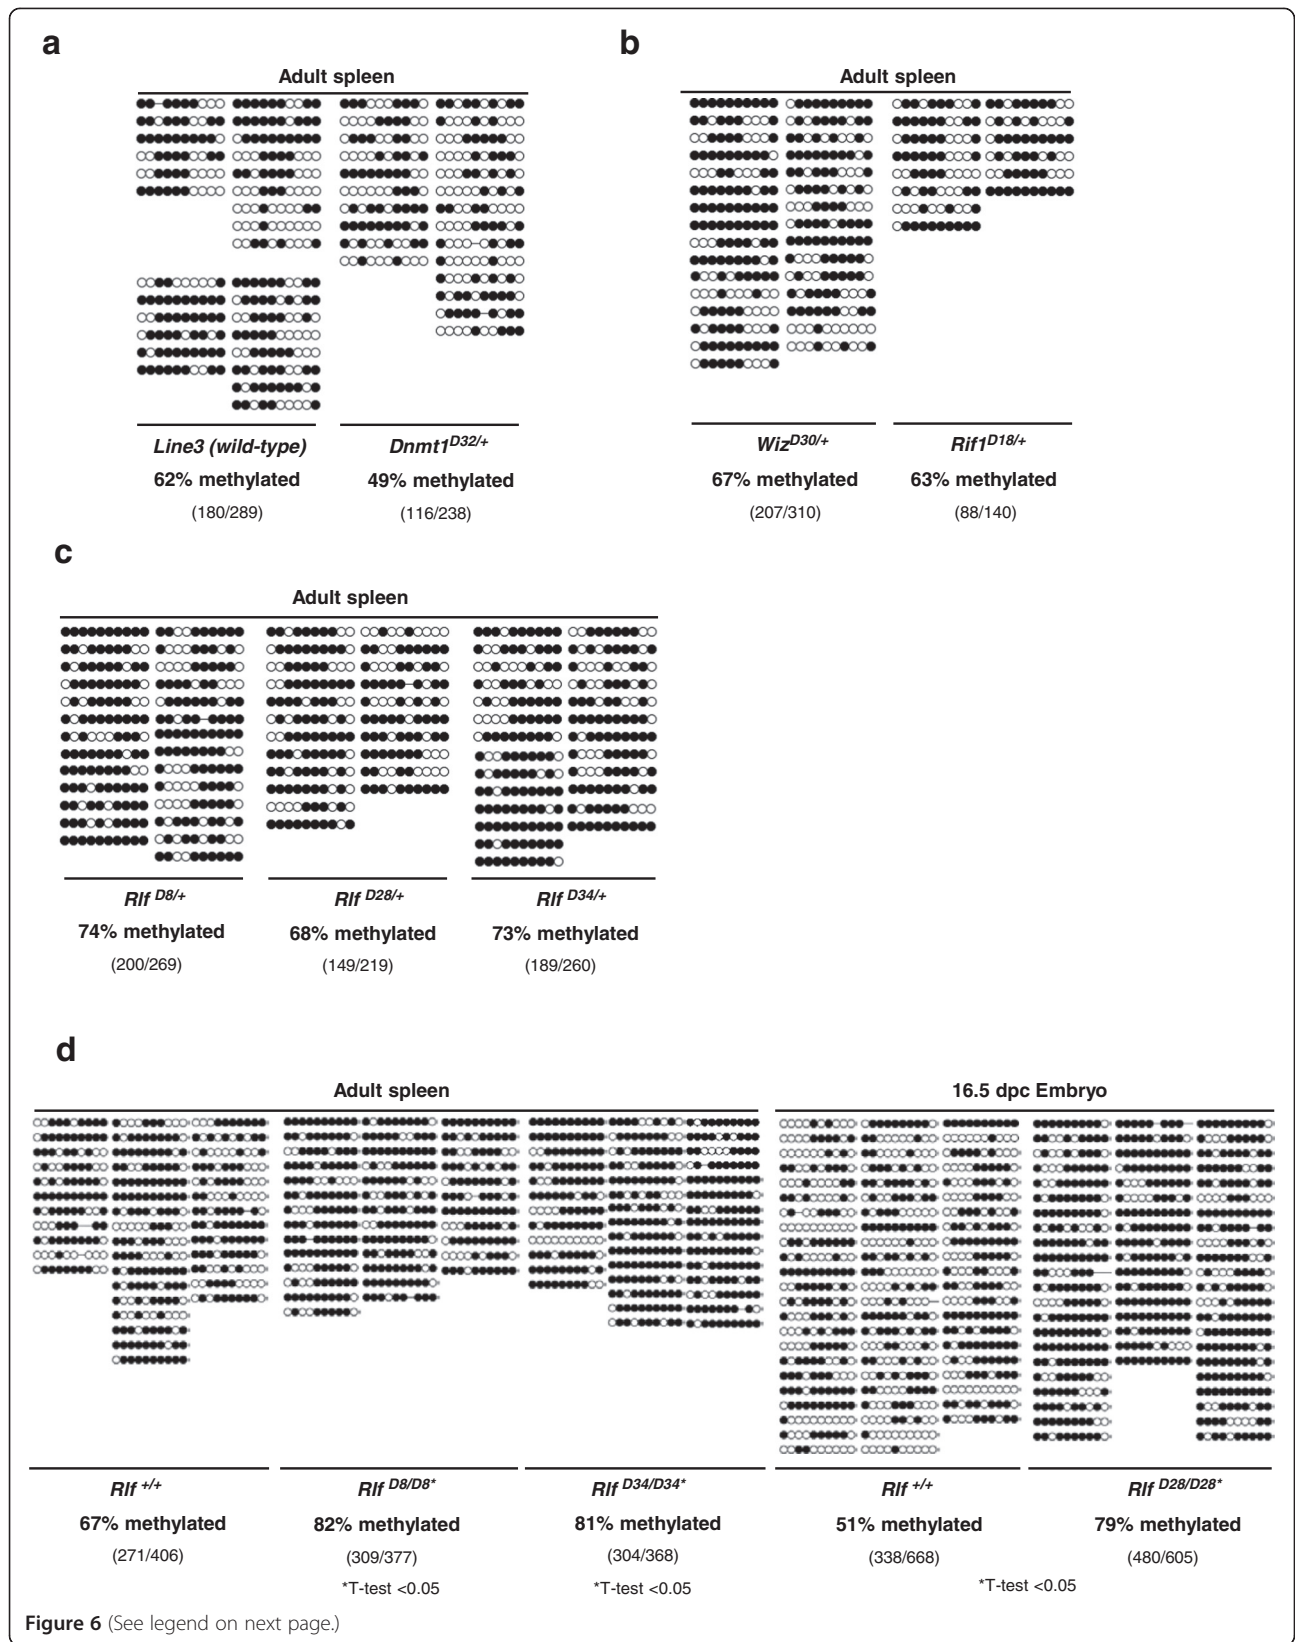 a
Adult spleen
Line3 (wild-type)
62% methylated
(180/289)
Dnmt1D32/+
49% methylated
(116/238)
b
Adult spleen
WizD30/+
67% methylated
(207/310)
Rif1D18/+
63% methylated
(88/140)
c
Adult spleen
Rlf D8/+
74% methylated
(200/269)
Rlf D28/+
68% methylated
(149/219)
Rlf D34/+
73% methylated
(189/260)
d
Adult spleen
Rlf +/+
67% methylated
(271/406)
Rlf D8/D8*
82% methylated
(309/377)
*T-test <0.05
Rlf D34/D34*
81% methylated
(304/368)
*T-test <0.05
16.5 dpc Embryo
Rlf +/+
51% methylated
(338/668)
Rlf D28/D28*
79% methylated
(480/605)
*T-test <0.05
Figure 6 (See legend on next page.)